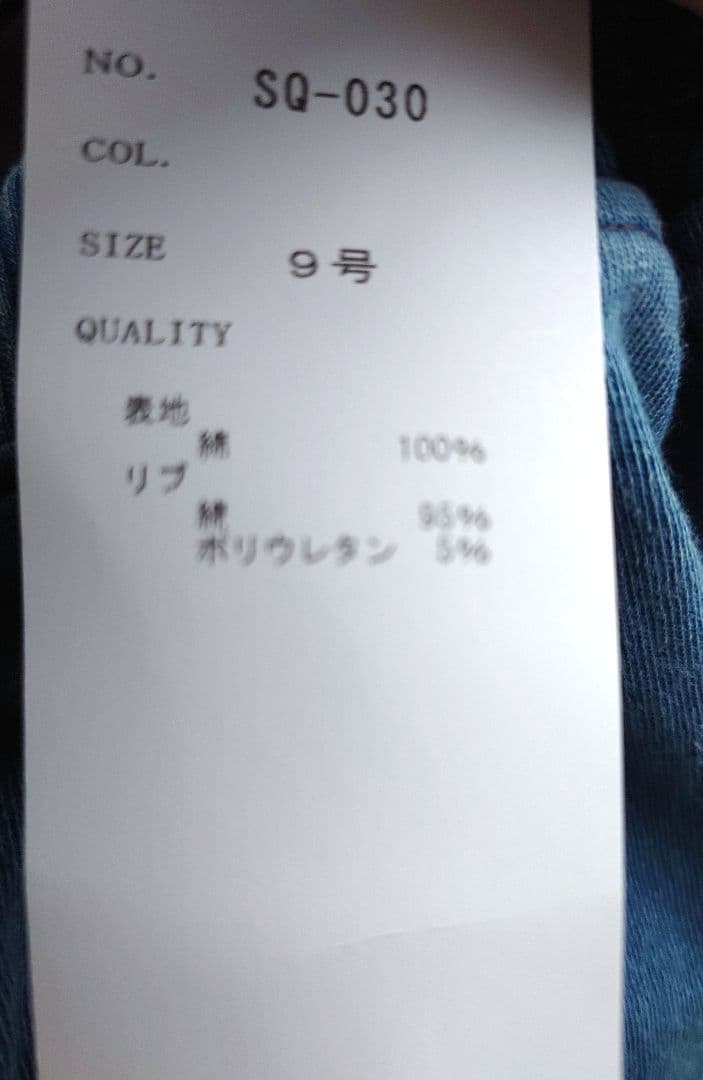 NO. SQ-030
COL.
SIZE 9号
QUALITY
表地
綿 100%
リブ
綿 95%
ポリウレタン 5%